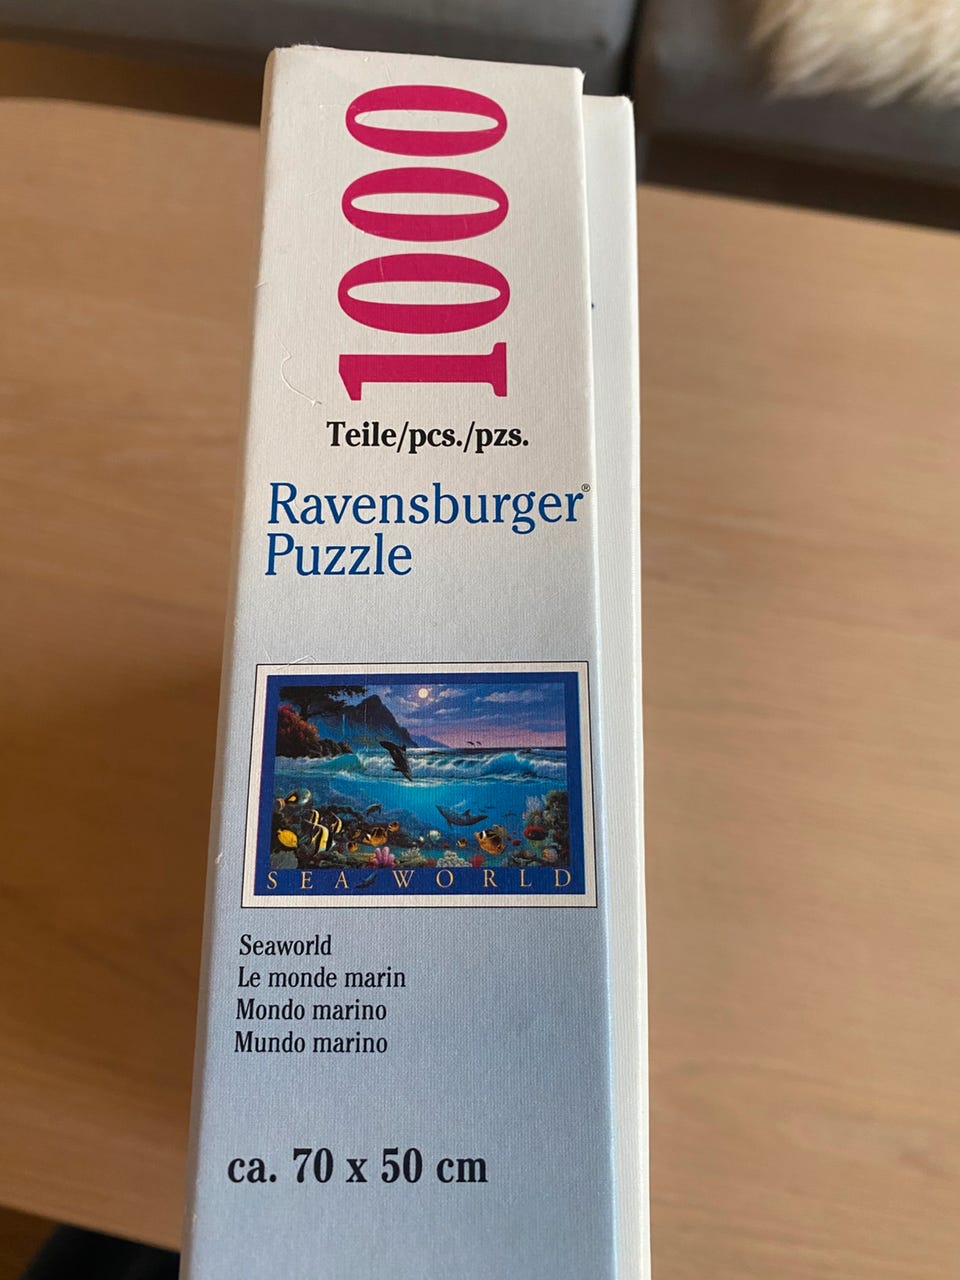 1000
Teile/pcs./pzs.
Ravensburger®
Puzzle
SEA WORLD
Seaworld
Le monde marin
Mondo marino
Mundo marino
ca. 70 x 50 cm